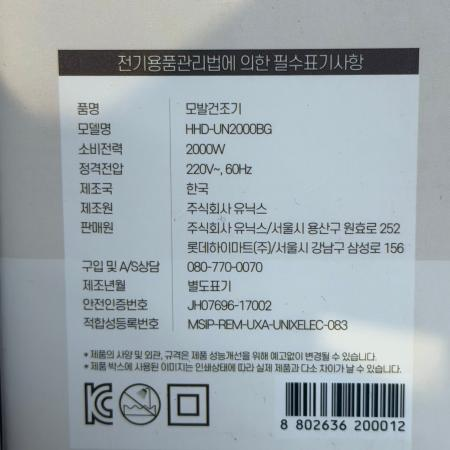 전기용품관리법에 의한 필수표기사항
품명 모발건조기
모델명 HHD-UN2000BG
소비전력 2000W
정격전압 220V~, 60Hz
제조국 한국
제조원 주식회사 유닉스
판매원 주식회사 유닉스/서울시 용산구 원효로 252
롯데하이마트(주)/서울시 강남구 삼성로 156
구입 및 A/S상담 080-770-0070
제조년월 별도표기
안전인증번호 JH07696-17002
적합성등록번호 MSIP-REM-UXA-UNIXELEC-083
* 제품의 사양 및 외관, 규격은 제품 성능개선을 위해 예고없이 변경될 수 있습니다.
* 제품 박스에 사용된 이미지는 인쇄상태에 따라 실제 제품과 다소 차이가 날 수 있습니다.
8 802636 200012